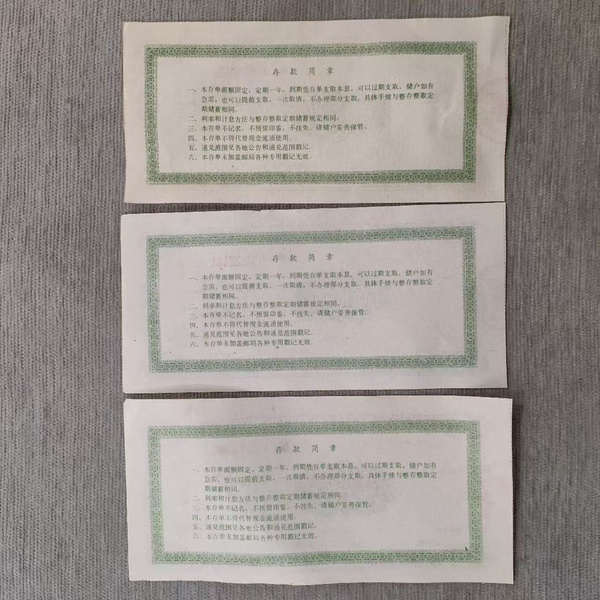 存款简章
一、本存单面额固定，定期一年，到期凭存单支取本息，可以过期支取，储户如有
急需，也可以提前支取，一次取清，不办理部分支取，具体手续与整存整取定
期储蓄相同。
二、利率和计息方法与整存整取定期储蓄规定相同。
三、本存单不记名，不预留印鉴，不挂失，请储户妥善保管。
四、本存单不得代替现金流通使用。
五、通兑范围见各地公告和通兑范围戳记。
六、本存单未加盖邮局各种专用戳记无效。
存款简章
一、本存单面额固定，定期一年，到期凭存单支取本息，可以过期支取，储户如有
急需，也可以提前支取，一次取清，不办理部分支取，具体手续与整存整取定
期储蓄相同。
二、利率和计息方法与整存整取定期储蓄规定相同。
三、本存单不记名，不预留印鉴，不挂失，请储户妥善保管。
四、本存单不得代替现金流通使用。
五、通兑范围见各地公告和通兑范围戳记。
六、本存单未加盖邮局各种专用戳记无效。
存款简章
一、本存单面额固定，定期一年，到期凭存单支取本息，可以过期支取，储户如有
急需，也可以提前支取，一次取清，不办理部分支取，具体手续与整存整取定
期储蓄相同。
二、利率和计息方法与整存整取定期储蓄规定相同。
三、本存单不记名，不预留印鉴，不挂失，请储户妥善保管。
四、本存单不得代替现金流通使用。
五、通兑范围见各地公告和通兑范围戳记。
六、本存单未加盖邮局各种专用戳记无效。